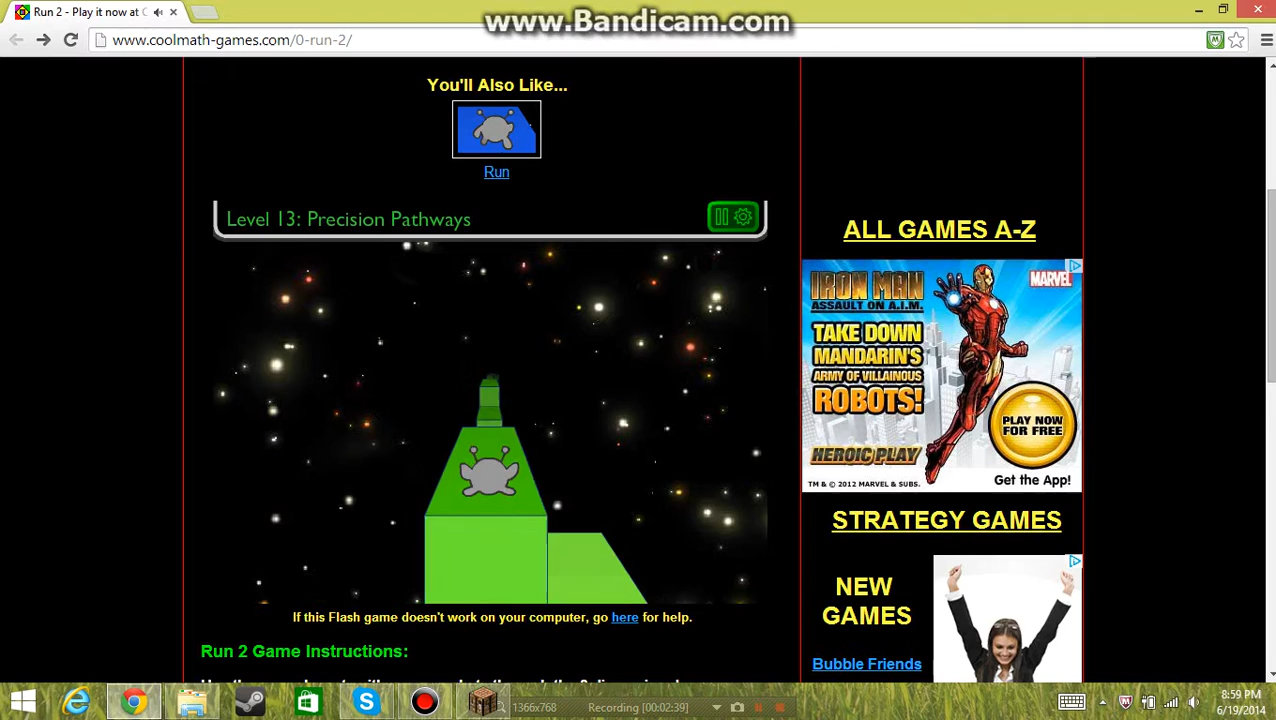 www.Bandicam.com
Run 2 - Play it now at C
www.coolmath-games.com/0-run-2/
You'll Also Like...
Run
Level 13: Precision Pathways
If this Flash game doesn't work on your computer, go here for help.
Run 2 Game Instructions:
ALL GAMES A-Z
IRON MAN
ASSAULT ON A.I.M.
MARVEL
TAKE DOWN
MANDARIN'S
ARMY OF VILLAINOUS
ROBOTS!
PLAY NOW
FOR FREE
HEROIC PLAY
TM & © 2012 MARVEL & SUBS.
Get the App!
STRATEGY GAMES
NEW
GAMES
Bubble Friends
1366x768
Recording [00:02:39]
8:59 PM
6/19/2014